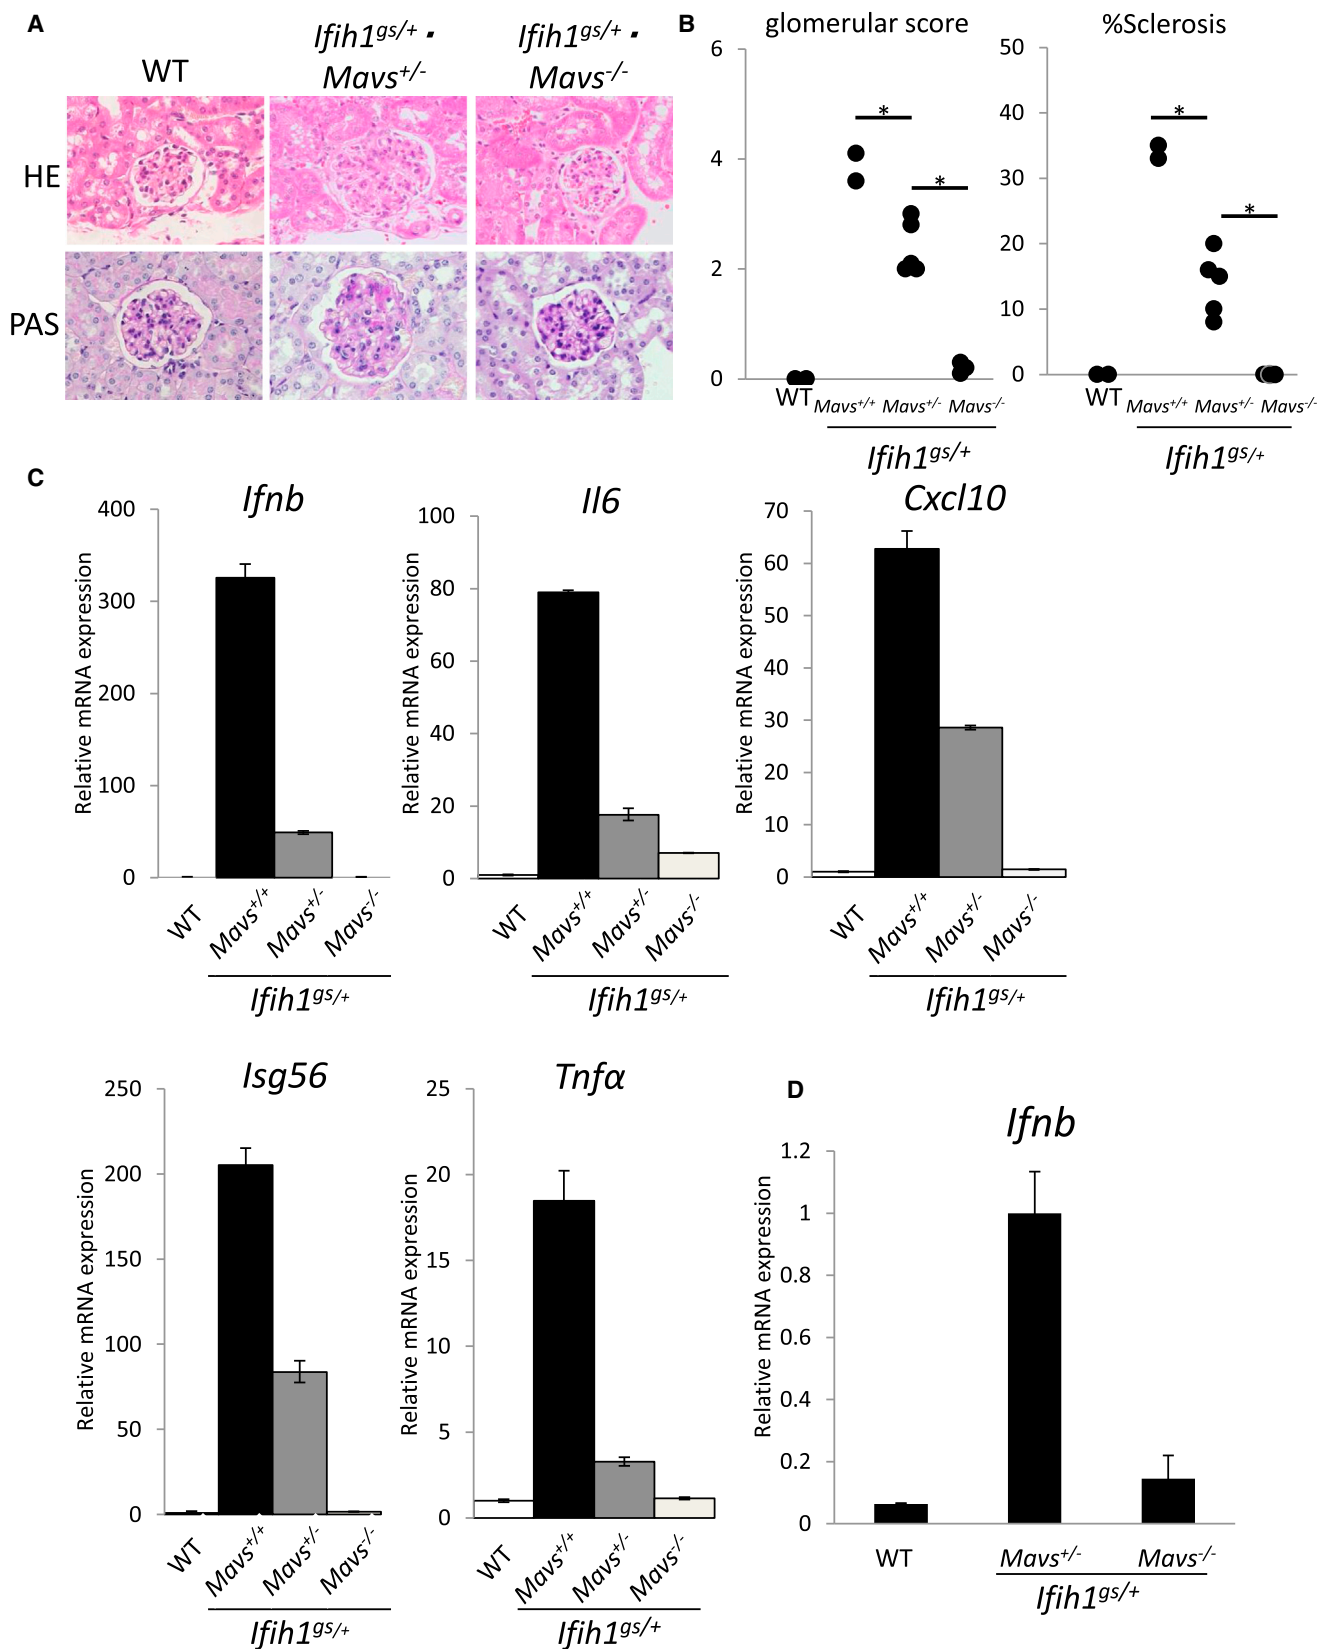 A
WT
Ifih1gs/+ ·
Mavs+/-
Ifih1gs/+ ·
Mavs-/-
HE
PAS
B
glomerular score
6
4
2
0
*
*
WT
Mavs+/+
Mavs+/-
Mavs-/-
Ifih1gs/+
%Sclerosis
50
40
30
20
10
0
*
*
WT
Mavs+/+
Mavs+/-
Mavs-/-
Ifih1gs/+
C
Ifnb
Relative mRNA expression
400
300
200
100
0
WT
Mavs+/+
Mavs+/-
Mavs-/-
Ifih1gs/+
Il6
Relative mRNA expression
100
80
60
40
20
0
WT
Mavs+/+
Mavs+/-
Mavs-/-
Ifih1gs/+
Cxcl10
Relative mRNA expression
70
60
50
40
30
20
10
0
WT
Mavs+/+
Mavs+/-
Mavs-/-
Ifih1gs/+
Isg56
Relative mRNA expression
250
200
150
100
50
0
WT
Mavs+/+
Mavs+/-
Mavs-/-
Ifih1gs/+
Tnfα
Relative mRNA expression
25
20
15
10
5
0
WT
Mavs+/+
Mavs+/-
Mavs-/-
Ifih1gs/+
D
Ifnb
Relative mRNA expression
1.2
1
0.8
0.6
0.4
0.2
0
WT
Mavs+/-
Mavs-/-
Ifih1gs/+